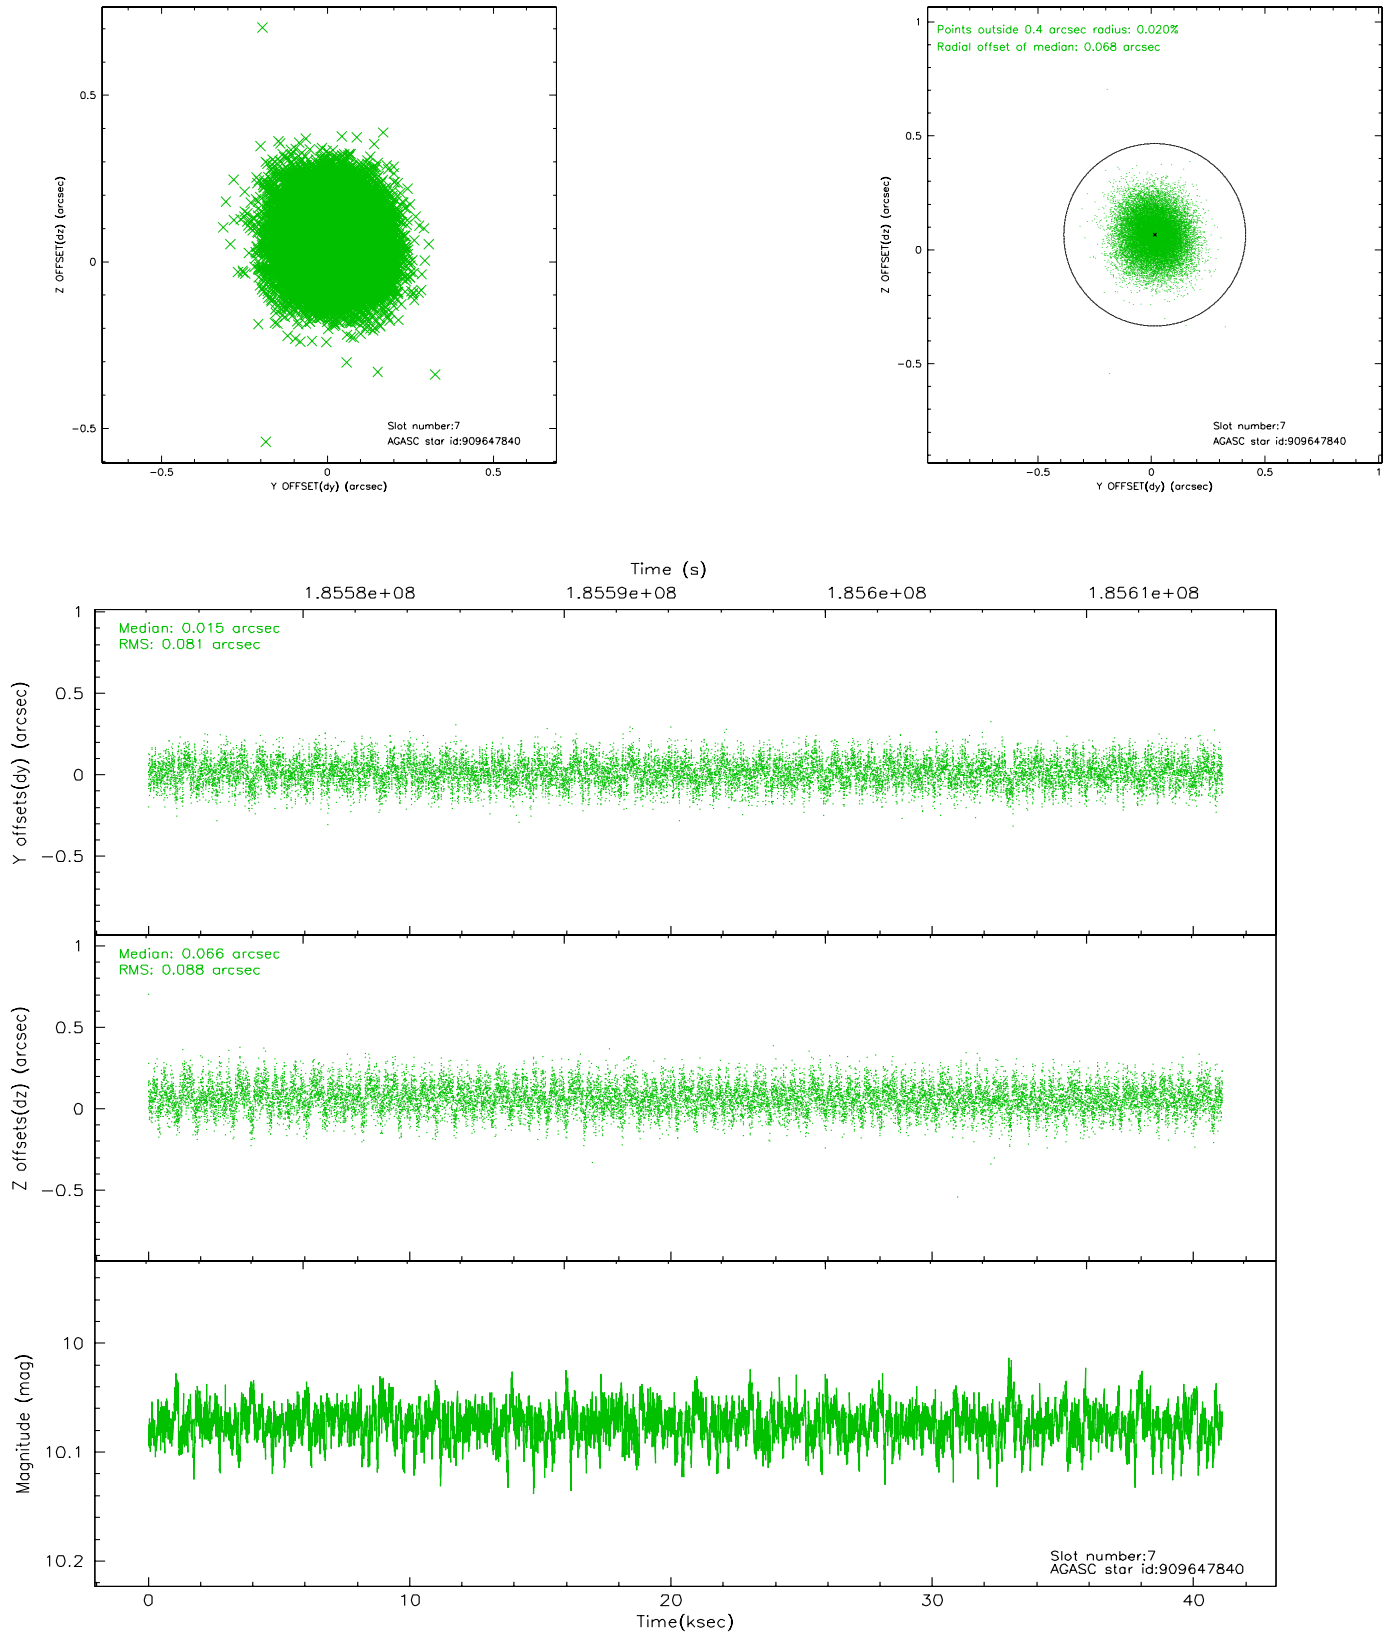 0.5
0
-0.5
Z OFFSET(dz) (arcsec)
-0.5
0
0.5
Y OFFSET(dy) (arcsec)
Slot number:7
AGASC star id:909647840
Points outside 0.4 arcsec radius: 0.020%
Radial offset of median: 0.068 arcsec
1
0.5
0
-0.5
Z OFFSET(dz) (arcsec)
-0.5
0
0.5
1
Y OFFSET(dy) (arcsec)
Slot number:7
AGASC star id:909647840
Time (s)
1.8558e+08
1.8559e+08
1.856e+08
1.8561e+08
Median: 0.015 arcsec
RMS: 0.081 arcsec
1
0.5
0
-0.5
Y offsets(dy) (arcsec)
Median: 0.066 arcsec
RMS: 0.088 arcsec
1
0.5
0
-0.5
Z offsets(dz) (arcsec)
10
10.1
10.2
Magnitude (mag)
Slot number:7
AGASC star id:909647840
0
10
20
30
40
Time(ksec)